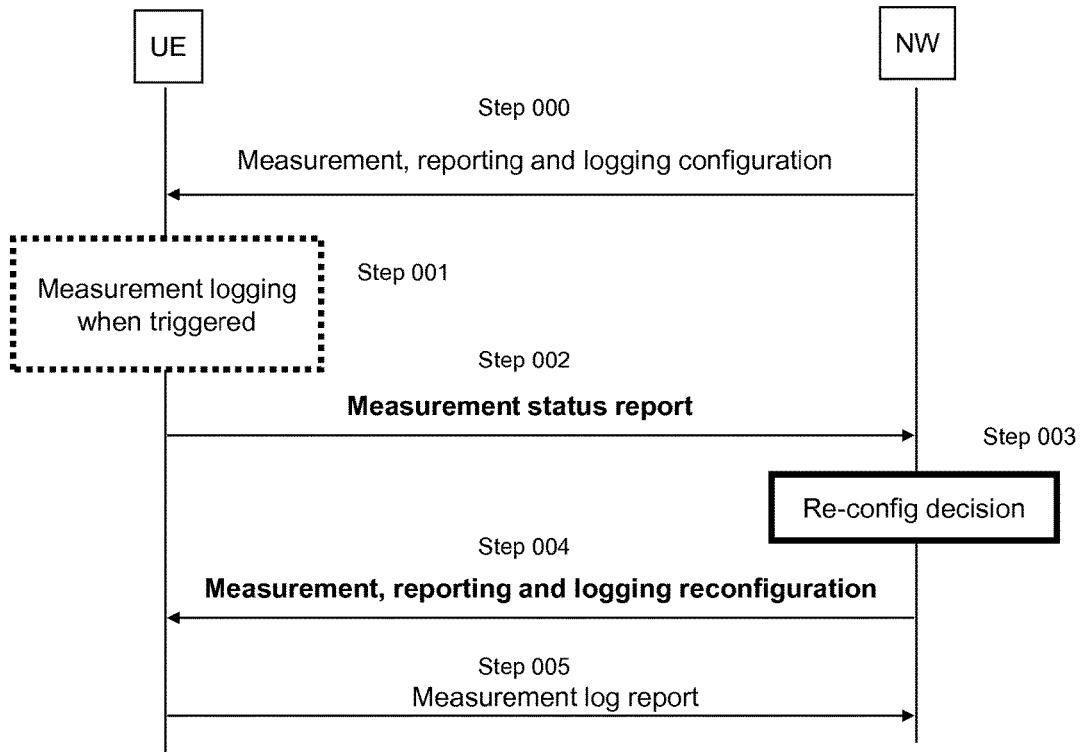 UE
NW
Step 000
Measurement, reporting and logging configuration
Measurement logging
when triggered
Step 001
Step 002
Measurement status report
Step 003
Re-config decision
Step 004
Measurement, reporting and logging reconfiguration
Step 005
Measurement log report